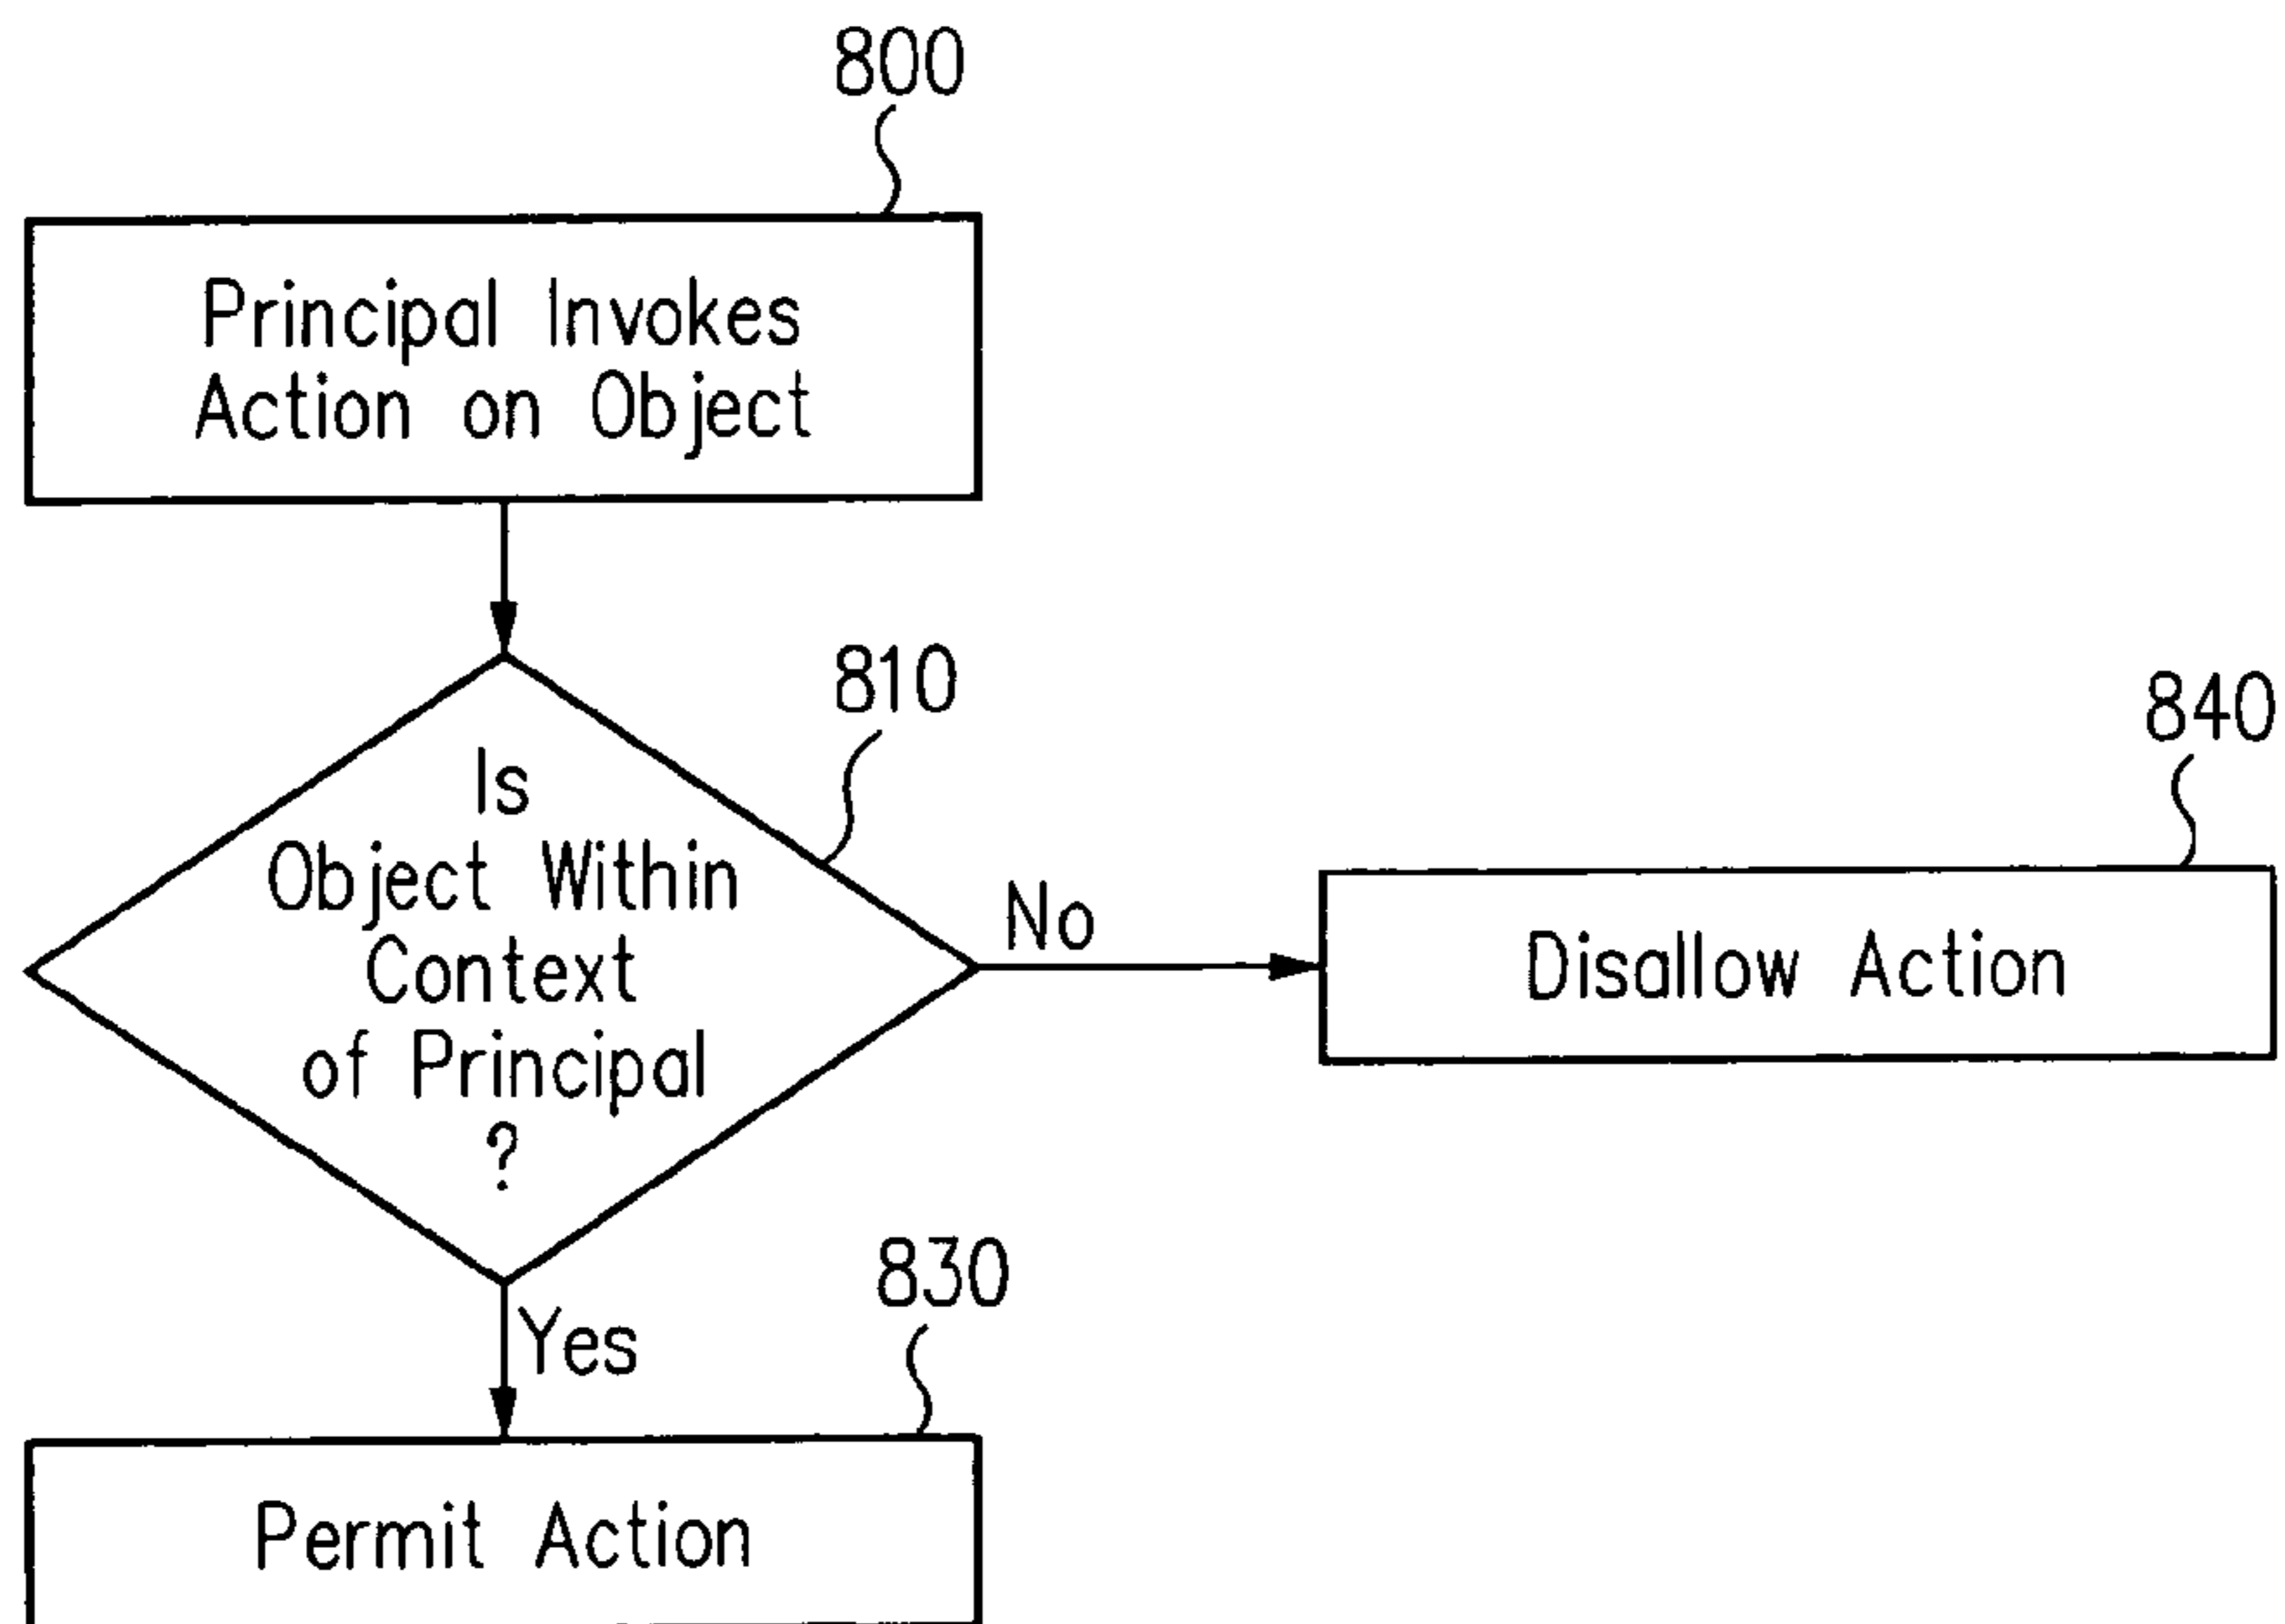 800
Principal Invokes
Action on Object
810
Is
Object Within
Context
of Principal
?
No
840
Disallow Action
Yes
830
Permit Action